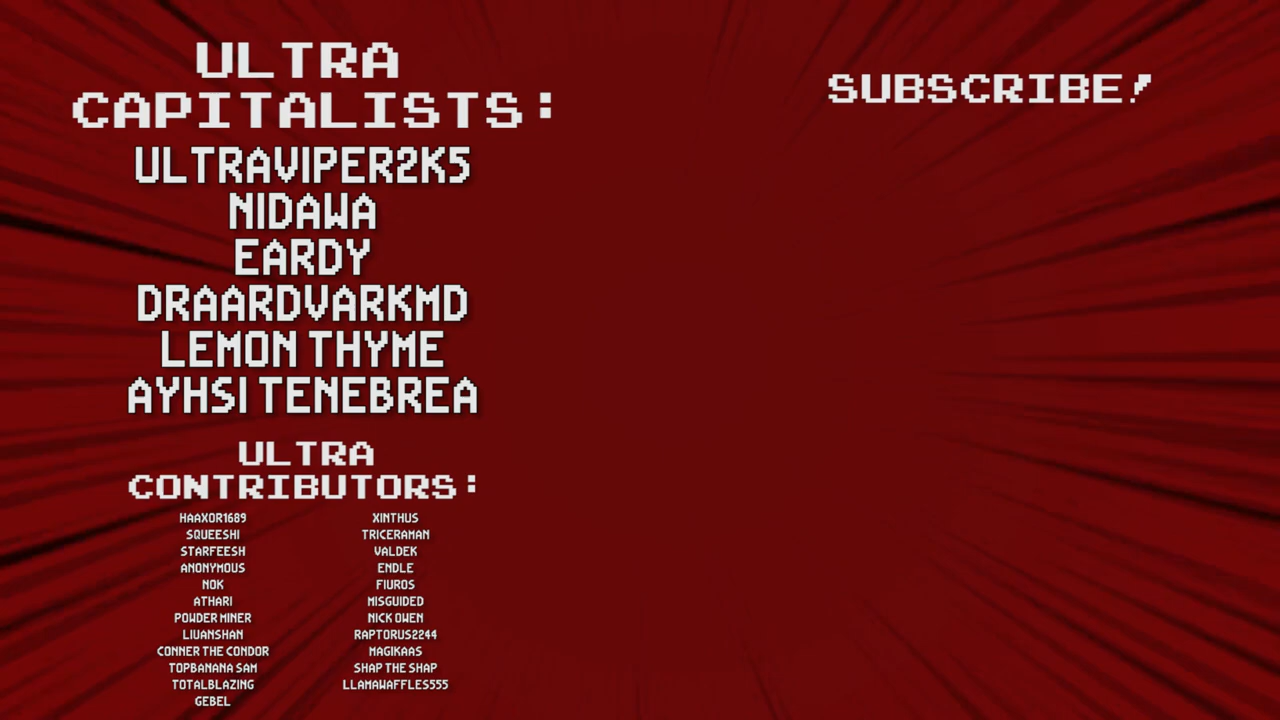 ULTRA
CAPITALISTS:
ULTRAVIPER2K5
NIDAWA
EARDY
DRAARDVARKMD
LEMON THYME
AYHSI TENEBREA
ULTRA
CONTRIBUTORS:
HAAXOR1689
SQUEESHI
STARFEESH
ANONYMOUS
NOK
ATHARI
POWDER MINER
LIUANSHAN
CONNER THE CONDOR
TOPBANANA SAM
TOTALBLAZING
GEBEL
XINTHUS
TRICERAMAN
VALDEK
ENDLE
FIUROS
MISGUIDED
NICK OWEN
RAPTORUS2244
MAGIKAAS
SHAP THE SHAP
LLAMAWAFFLES555
SUBSCRIBE!